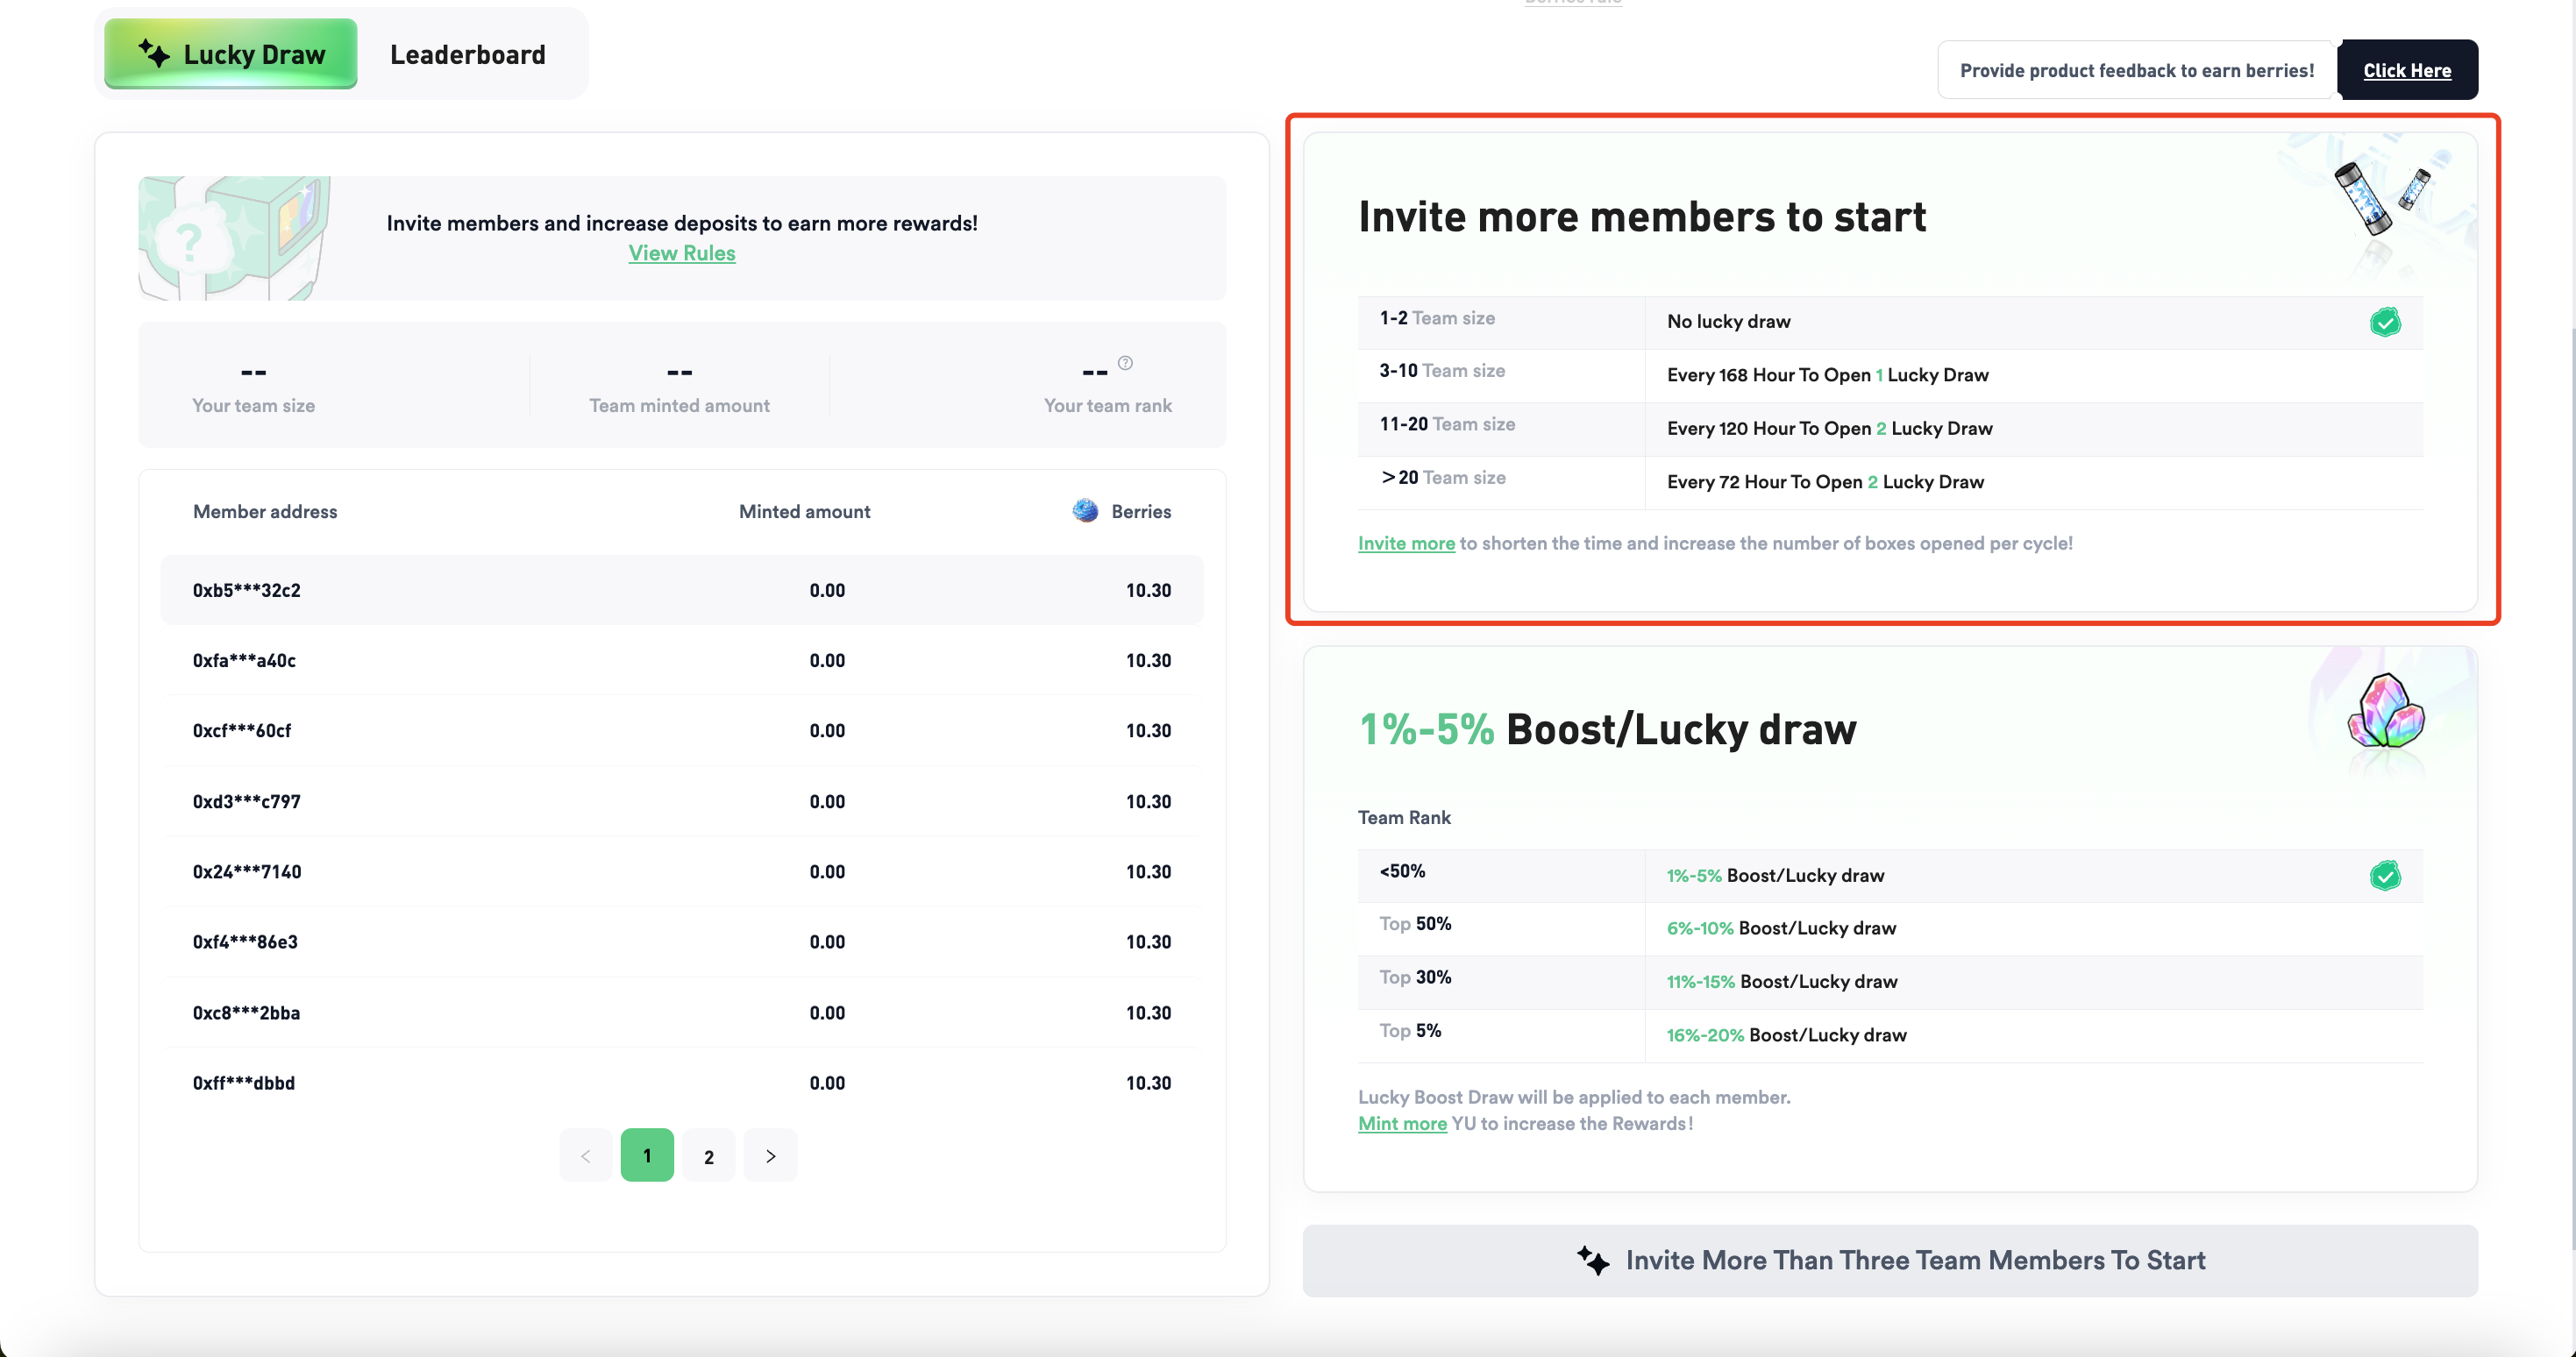 Berries rule
Lucky Draw
Leaderboard
Provide product feedback to earn berries!
Click Here
Invite members and increase deposits to earn more rewards!
View Rules
?
-- -- -- ?
Your team size Team minted amount Your team rank
Member address Minted amount Berries
0xb5***32c2 0.00 10.30
0xfa***a40c 0.00 10.30
0xcf***60cf 0.00 10.30
0xd3***c797 0.00 10.30
0x24***7140 0.00 10.30
0xf4***86e3 0.00 10.30
0xc8***2bba 0.00 10.30
0xff***dbbd 0.00 10.30
< 1 2 >
Invite more members to start
1-2 Team size No lucky draw
3-10 Team size Every 168 Hour To Open 1 Lucky Draw
11-20 Team size Every 120 Hour To Open 2 Lucky Draw
>20 Team size Every 72 Hour To Open 2 Lucky Draw
Invite more to shorten the time and increase the number of boxes opened per cycle!
1%-5% Boost/Lucky draw
Team Rank
<50% 1%-5% Boost/Lucky draw
Top 50% 6%-10% Boost/Lucky draw
Top 30% 11%-15% Boost/Lucky draw
Top 5% 16%-20% Boost/Lucky draw
Lucky Boost Draw will be applied to each member.
Mint more YU to increase the Rewards!
Invite More Than Three Team Members To Start